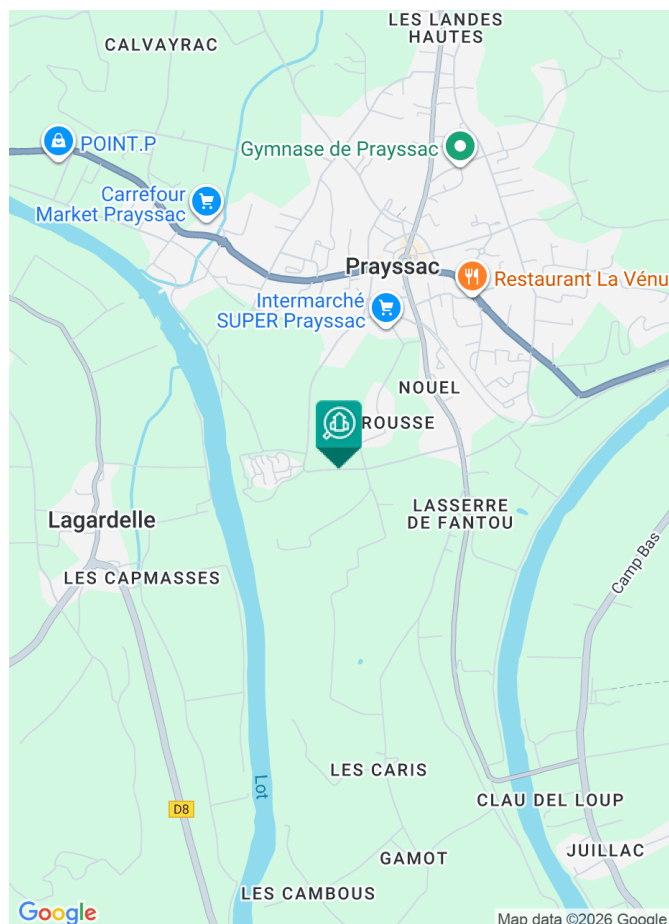 LES LANDES
HAUTES
CALVAYRAC
POINT.P
Gymnase de Prayssac
Carrefour
Market Prayssac
Prayssac
Restaurant La Vénu
Intermarché
SUPER Prayssac
NOUEL
ROUSSE
LASSERRE
DE FANTOU
Lagardelle
Camp Bas
LES CAPMASSES
LES CARIS
Lot
CLAU DEL LOUP
D8
JUILLAC
GAMOT
LES CAMBOUS
Google
Map data ©2026 Google